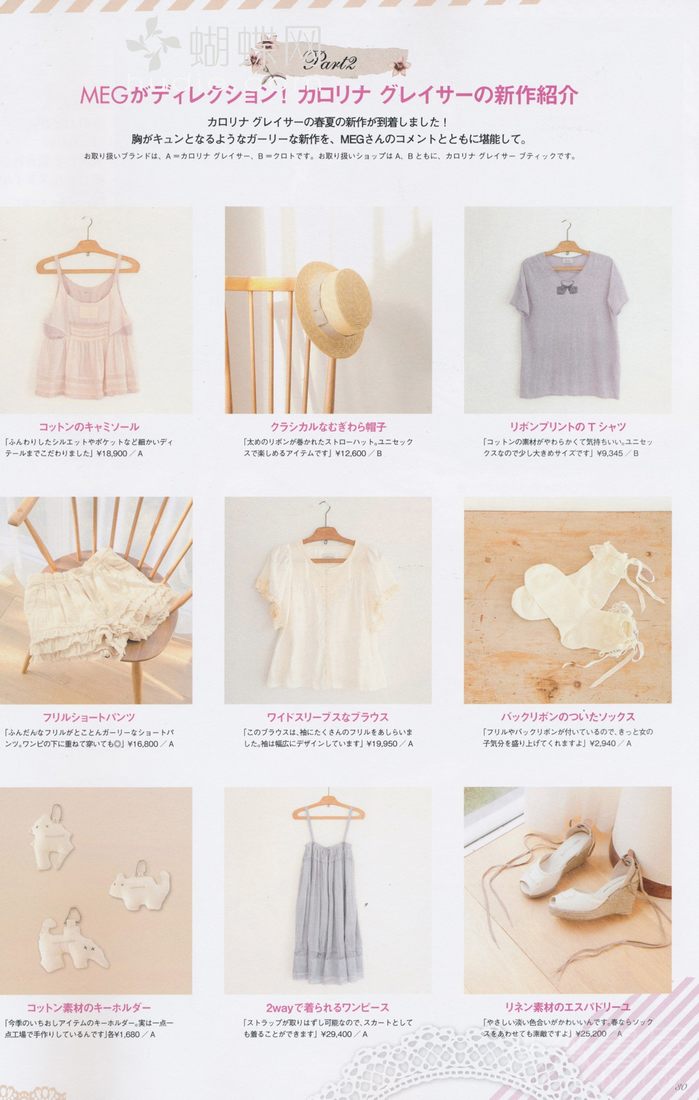 蝴蝶网
Part2
MEGがディレクション！ カロリナ グレイサーの新作紹介
カロリナ グレイサーの春夏の新作が到着しました！
胸がキュンとなるようなガーリーな新作を、MEGさんのコメントとともに堪能して。
お取り扱いブランドは、A＝カロリナ グレイサー、B＝クロトです。お取り扱いショップは A、B ともに、カロリナ グレイサー ブティックです。
コットンのキャミソール
「ふんわりしたシルエットやポケットなど細かいディ
テールまでこだわりました」¥18,900／A
クラシカルなむぎわら帽子
「太めのリボンが巻かれたストローハット。ユニセック
スで楽しめるアイテムです」¥12,600／B
リボンプリントの T シャツ
「コットンの素材がやわらかくて気持ちいい。ユニセッ
クスなので少し大きめサイズです」¥9,345／B
フリルショートパンツ
「ふんだんなフリルがとことんガーリーなショートパ
ンツ。ワンピの下に重ねて穿いても◎」¥16,800／A
ワイドスリーブスなブラウス
「このブラウスは、袖にたくさんのフリルをあしらいま
した。袖は幅広にデザインしています」¥19,950／A
バックリボンのついたソックス
「フリルやバックリボンが付いているので、きっと女の
子気分を盛り上げてくれますよ」¥2,940／A
コットン素材のキーホルダー
「今季のいちおしアイテムのキーホルダー。実は一点一
点工場で手作りしているんです」各¥1,680／A
2wayで着られるワンピース
「ストラップが取りはずし可能なので、スカートとして
も着ることができます」¥29,400／A
リネン素材のエスパドリーユ
「やさしい淡い色合いがかわいいんです。春ならソック
スをあわせても素敵ですよ」¥25,200／A
80